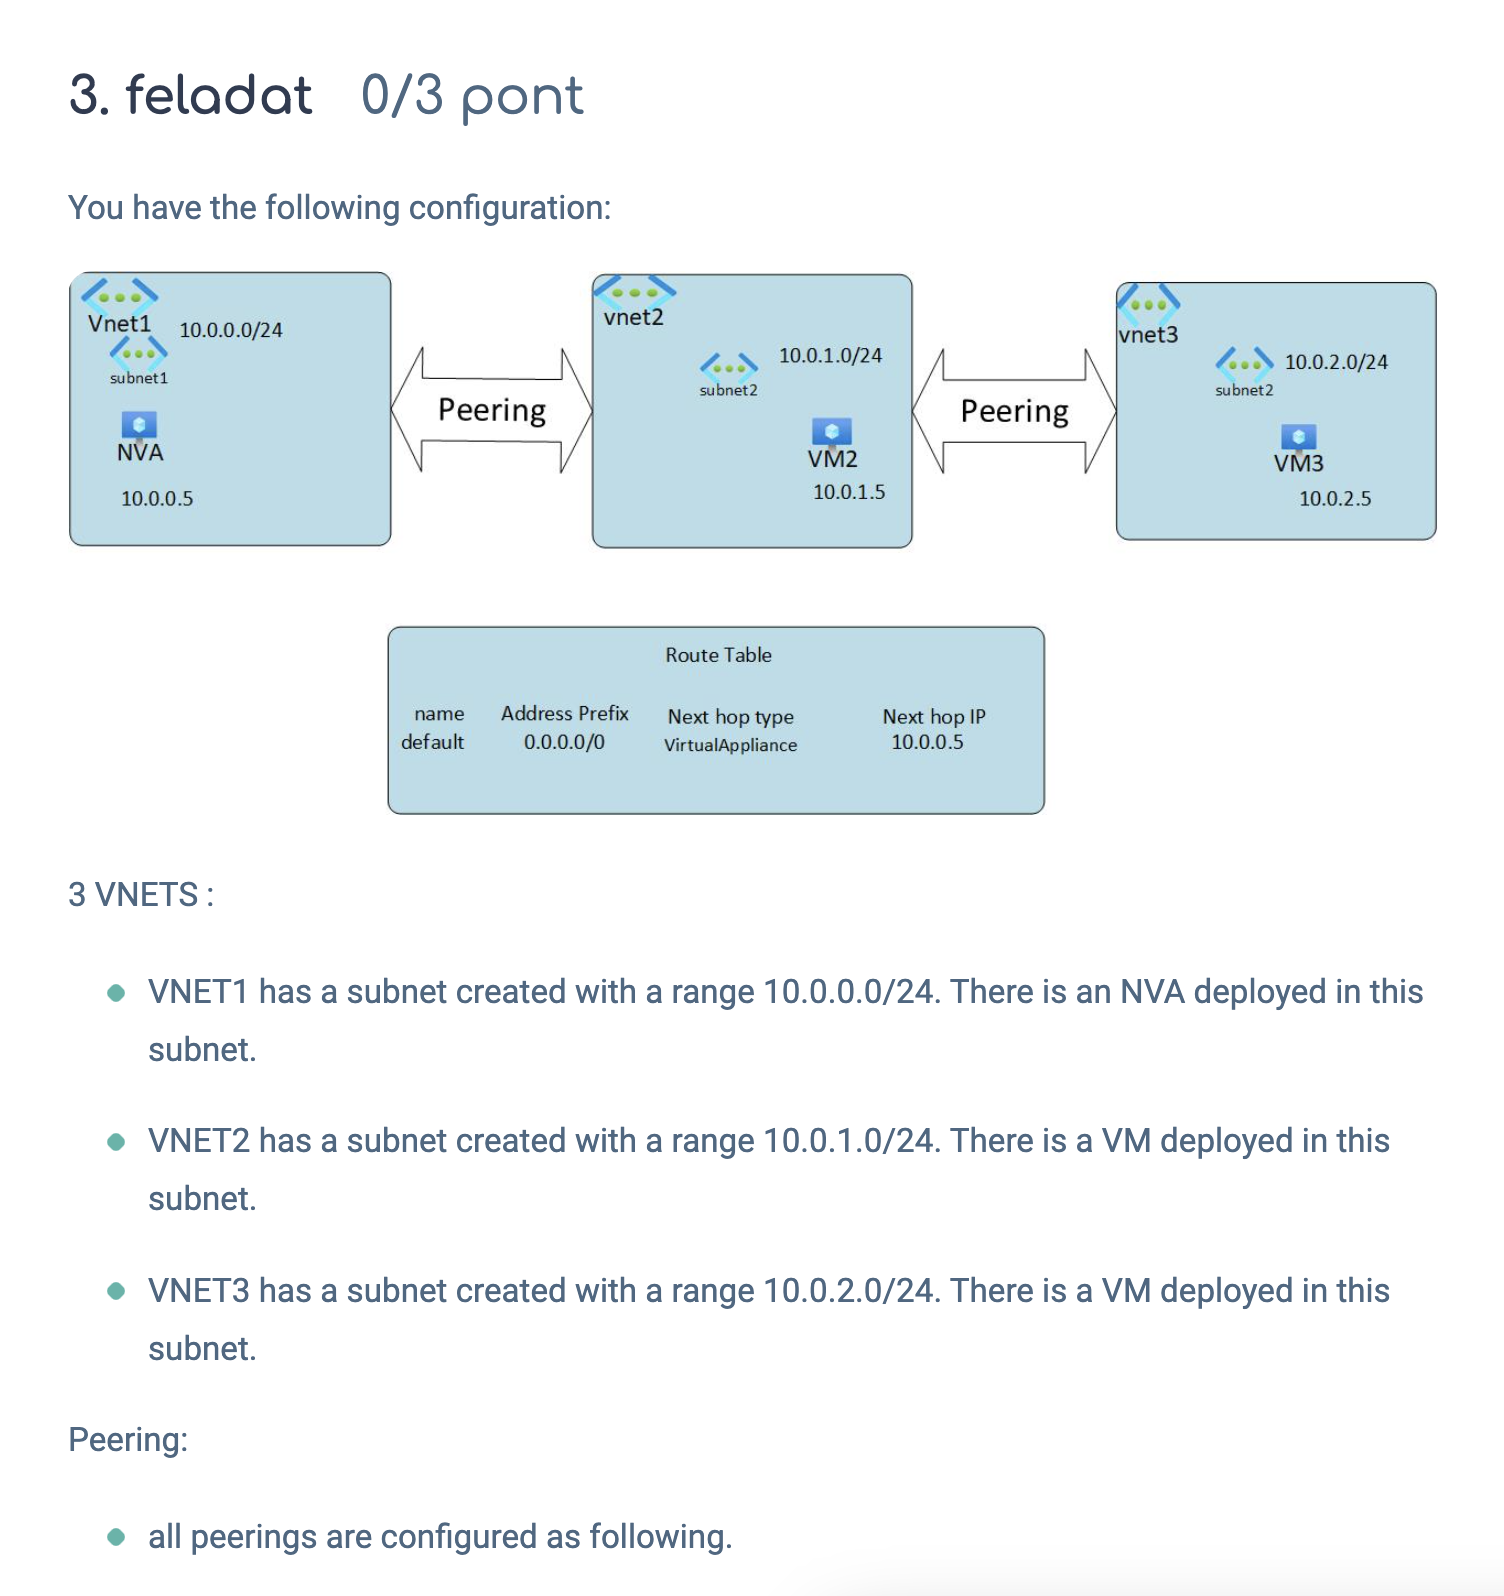 3. feladat 0/3 pont
You have the following configuration:
Vnet1
10.0.0.0/24
subnet1
NVA
10.0.0.5
Peering
vnet2
10.0.1.0/24
subnet2
VM2
10.0.1.5
Peering
vnet3
10.0.2.0/24
subnet2
VM3
10.0.2.5
Route Table
name Address Prefix Next hop type Next hop IP
default 0.0.0.0/0 VirtualAppliance 10.0.0.5
3 VNETS :
VNET1 has a subnet created with a range 10.0.0.0/24. There is an NVA deployed in this
subnet.
VNET2 has a subnet created with a range 10.0.1.0/24. There is a VM deployed in this
subnet.
VNET3 has a subnet created with a range 10.0.2.0/24. There is a VM deployed in this
subnet.
Peering:
all peerings are configured as following.